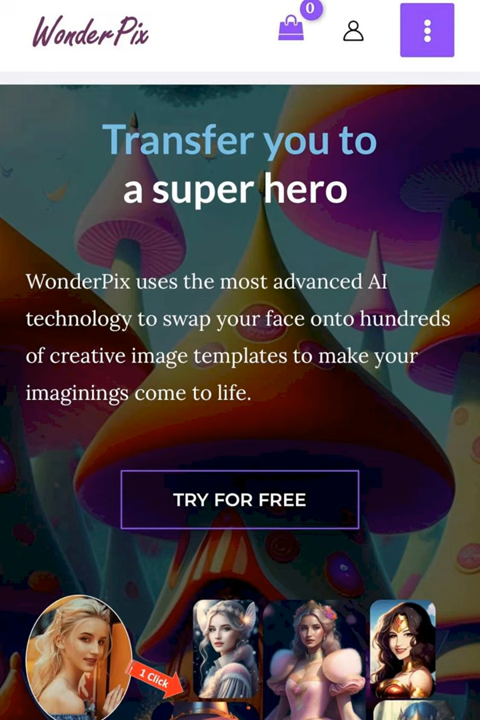 WonderPix
0
Transfer you to
a super hero
WonderPix uses the most advanced AI
technology to swap your face onto hundreds
of creative image templates to make your
imaginings come to life.
TRY FOR FREE
1 Click